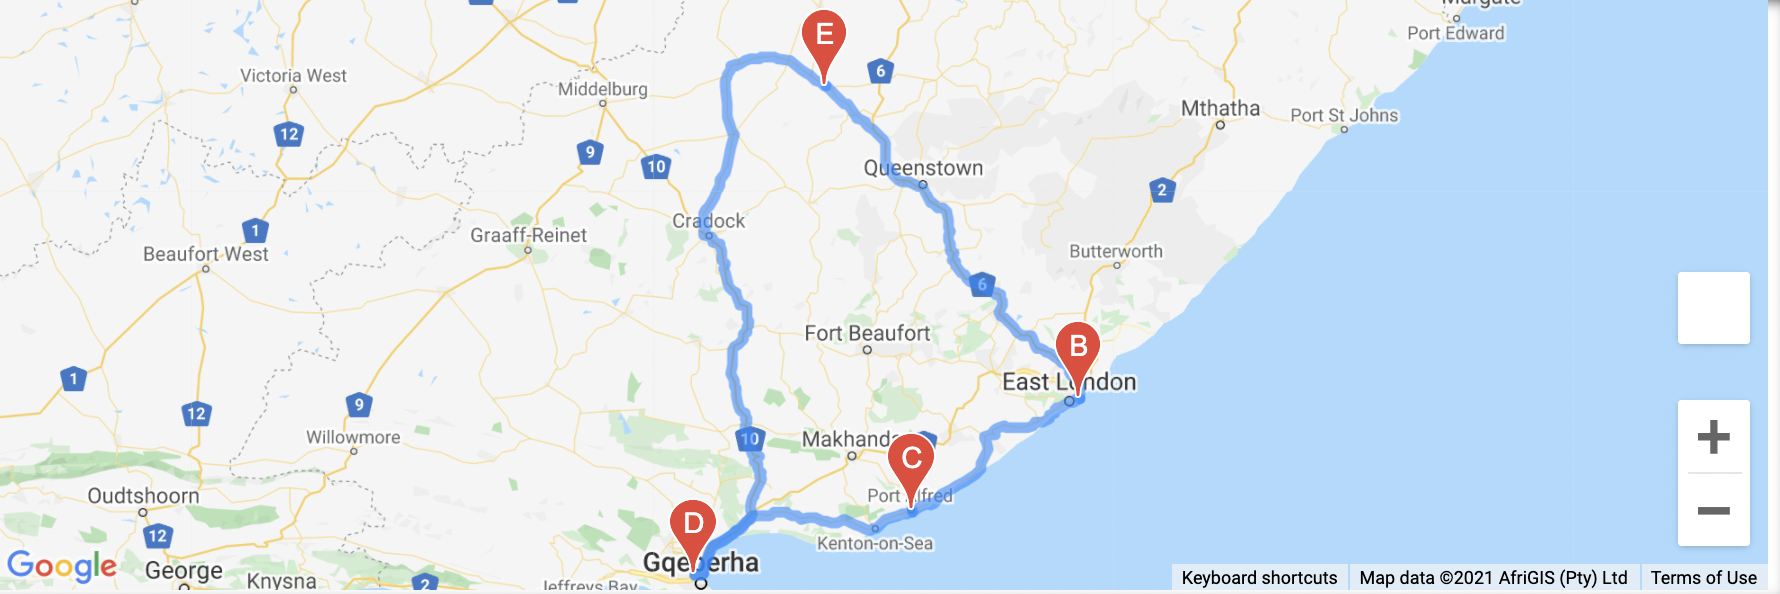 Margate
Port Edward
E
6
Victoria West
Middelburg
Mthatha
Port St Johns
12
9
10
Queenstown
2
Cradock
1
Graaff-Reinet
Beaufort West
Butterworth
6
Fort Beaufort
B
1
East London
12
9
Willowmore
10
Makhanda
C
Oudtshoorn
Port Alfred
D
12
Kenton-on-Sea
Google
George
Knysna
2
Jeffreys Bay
Gqeberha
Keyboard shortcuts
Map data ©2021 AfriGIS (Pty) Ltd
Terms of Use